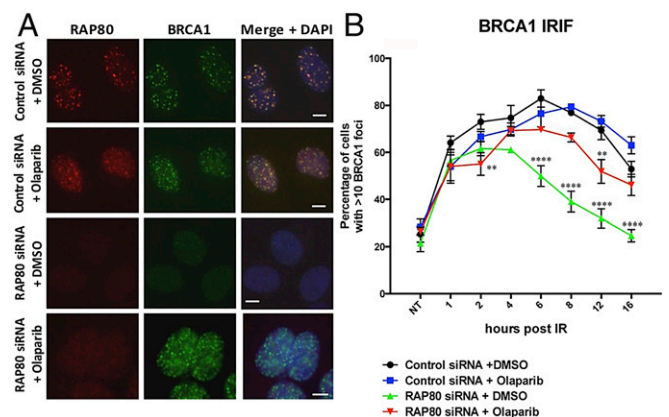 A
RAP80 BRCA1 Merge + DAPI
Control siRNA
+ DMSO
Control siRNA
+ Olaparib
RAP80 siRNA
+ DMSO
RAP80 siRNA
+ Olaparib
B
BRCA1 IRIF
Percentage of cells
with >10 BRCA1 foci
100
80
60
40
20
0
**
****
****
**
****
****
NT 1 2 4 6 8 12 16
hours post IR
Control siRNA +DMSO
Control siRNA + Olaparib
RAP80 siRNA + DMSO
RAP80 siRNA + Olaparib